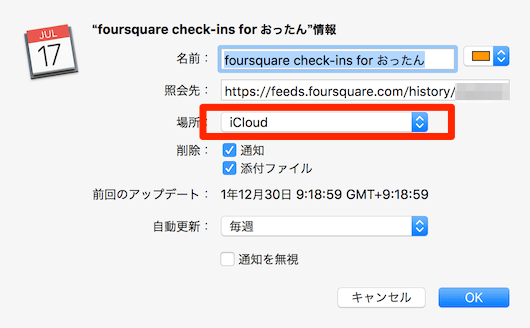 JUL
17
“foursquare check-ins for おったん”情報
名前： foursquare check-ins for おったん
照会先： https://feeds.foursquare.com/history/
場所： iCloud
削除： 通知
添付ファイル
前回のアップデート： 1年12月30日 9:18:59 GMT+9:18:59
自動更新： 毎週
通知を無視
キャンセル OK